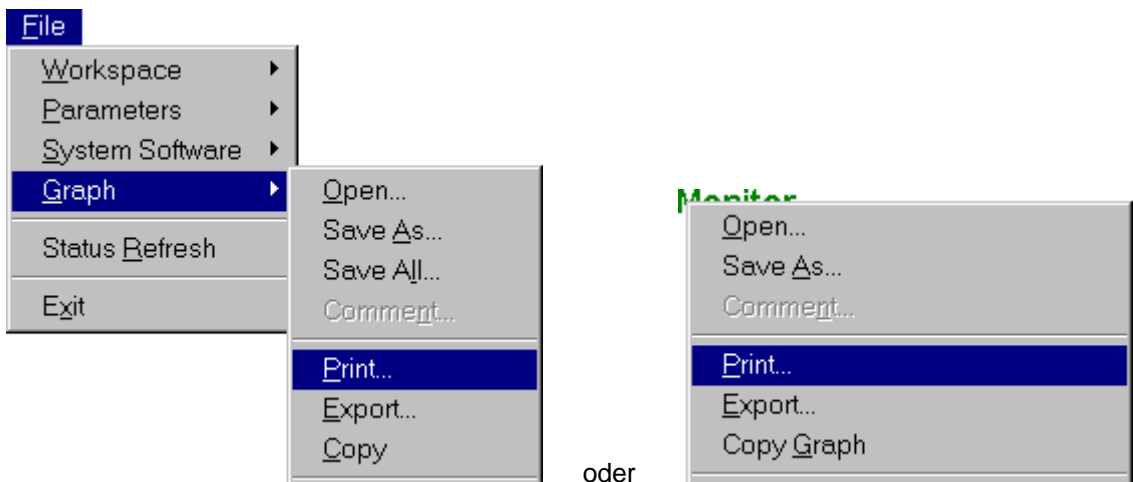 File
Workspace
Parameters
System Software
Graph
Status Refresh
Exit
Open...
Save As...
Save All...
Comment...
Print...
Export...
Copy
oder
Monitor
Open...
Save As...
Comment...
Print...
Export...
Copy Graph